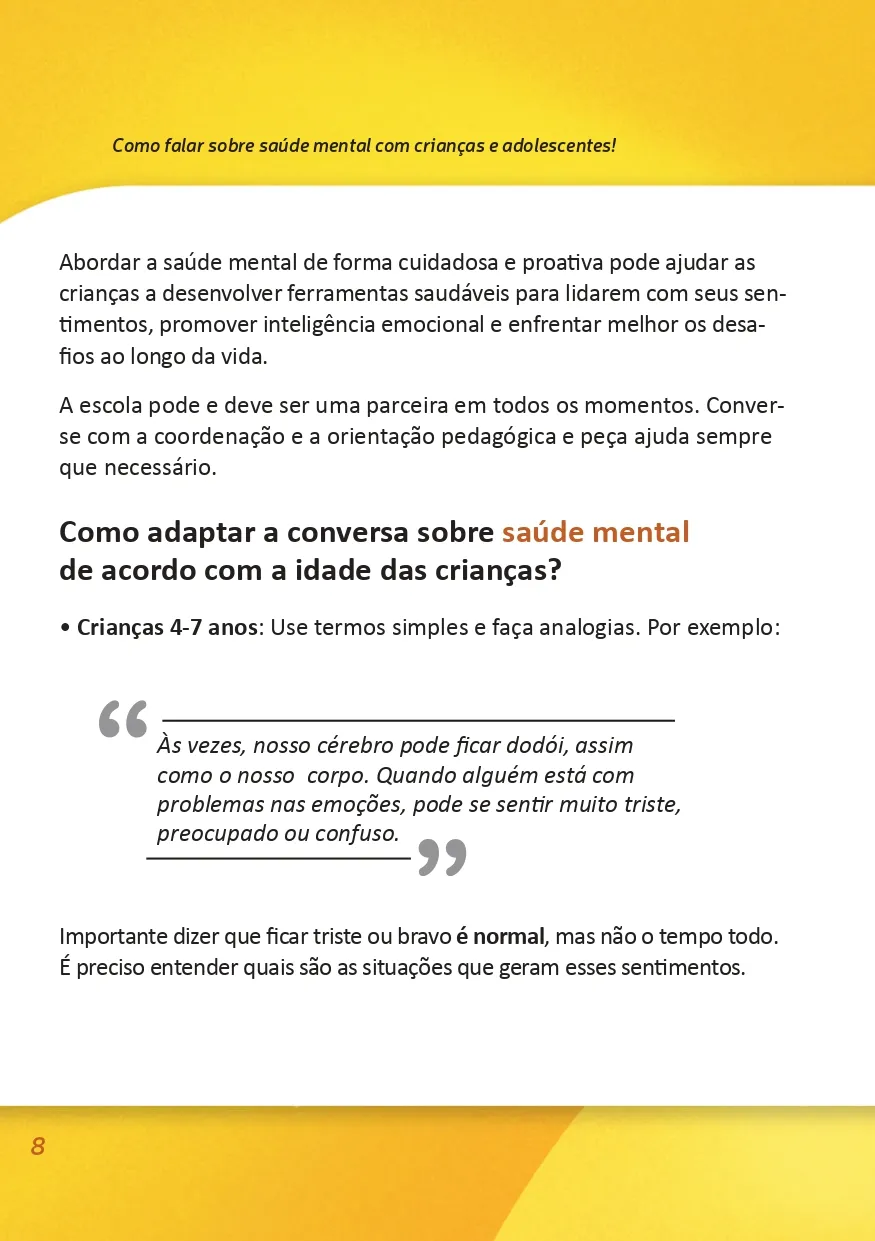 Como falar sobre saúde mental com crianças e adolescentes!
Abordar a saúde mental de forma cuidadosa e proativa pode ajudar as
crianças a desenvolver ferramentas saudáveis para lidarem com seus sen-
timentos, promover inteligência emocional e enfrentar melhor os desa-
fios ao longo da vida.
A escola pode e deve ser uma parceira em todos os momentos. Conver-
se com a coordenação e a orientação pedagógica e peça ajuda sempre
que necessário.
Como adaptar a conversa sobre saúde mental
de acordo com a idade das crianças?
• Crianças 4-7 anos: Use termos simples e faça analogias. Por exemplo:
“
Às vezes, nosso cérebro pode ficar dodói, assim
como o nosso  corpo. Quando alguém está com
problemas nas emoções, pode se sentir muito triste,
preocupado ou confuso.
”
Importante dizer que ficar triste ou bravo é normal, mas não o tempo todo.
É preciso entender quais são as situações que geram esses sentimentos.
8